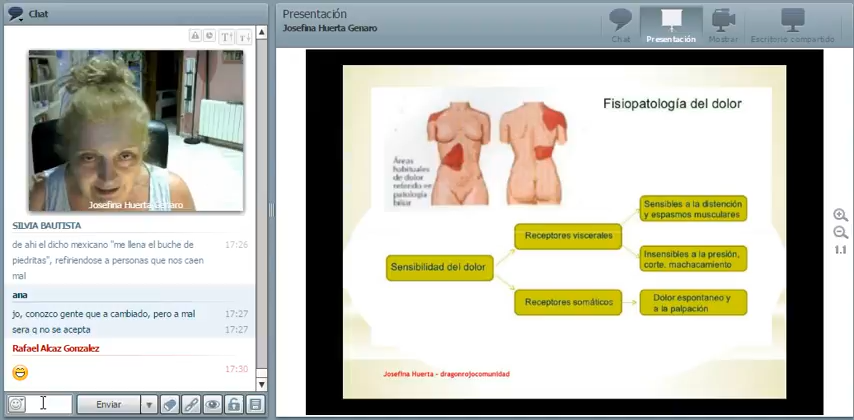 Chat
Josefina Huerta Genaro
SILVIA BAUTISTA
de ahi el dicho mexicano "me llena el buche de
piedritas", refiriendose a personas que nos caen
mal
17:26
ana
jo, conozco gente que a cambiado, pero a mal
17:27
sera q no se acepta
17:27
Rafael Alcaz Gonzalez
17:30
Enviar
Presentación
Josefina Huerta Genaro
Chat
Presentación
Mostrar
Escritorio compartido
Fisiopatología del dolor
Áreas
habituales
de dolor
referido en
patología
biliar
Sensibilidad del dolor
Receptores viscerales
Sensibles a la distención
y espasmos musculares
Insensibles a la presión,
corte, machacamiento
Receptores somáticos
Dolor espontaneo y
a la palpación
Josefina Huerta - dragonrojocomunidad
1.1